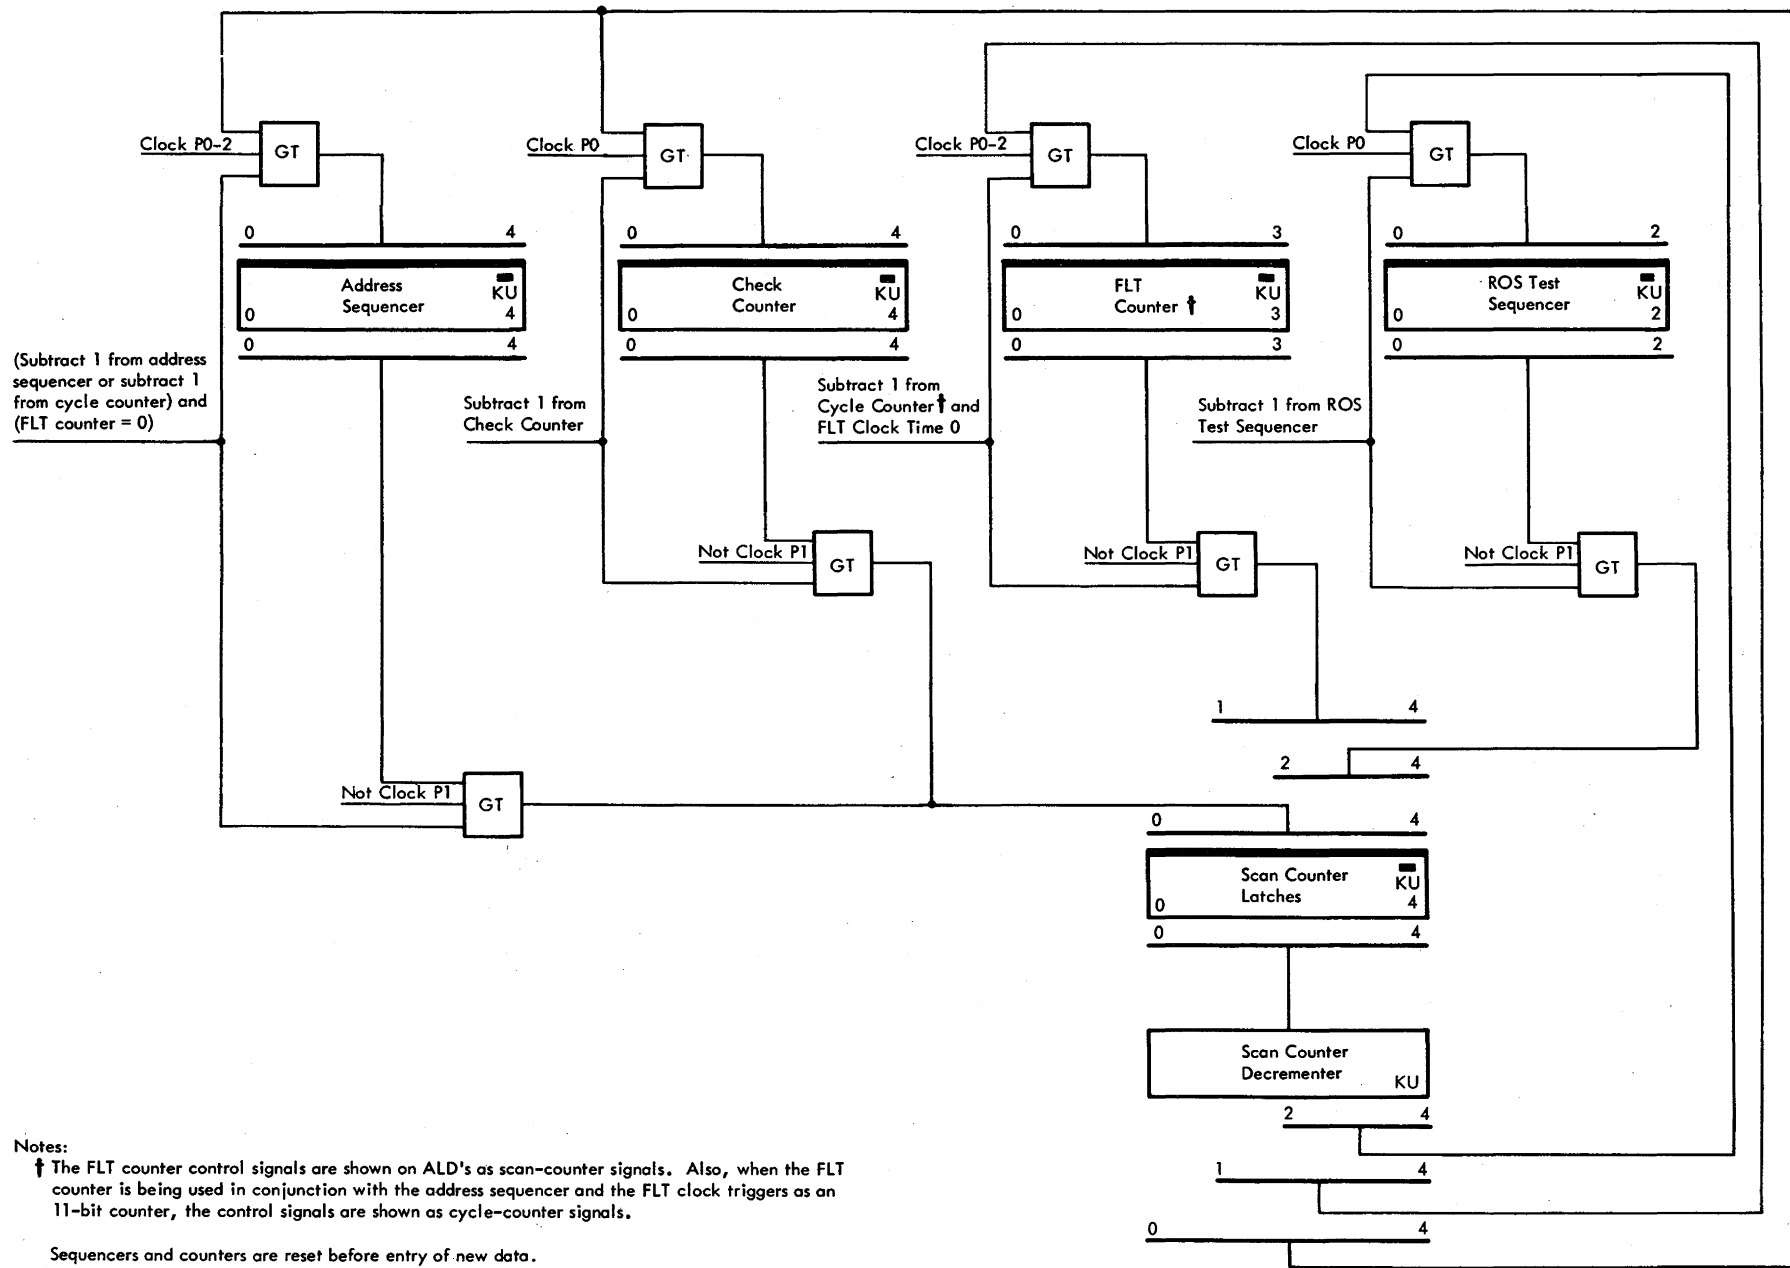 Clock P0-2
GT
Clock P0
GT
Clock P0-2
GT
Clock P0
GT
0 4
0 4
0 3
0 2
Address
Sequencer
KU
0 4
Check
Counter
KU
0 4
FLT
Counter †
KU
0 3
ROS Test
Sequencer
KU
0 2
0 4
0 4
0 3
0 2
(Subtract 1 from address
sequencer or subtract 1
from cycle counter) and
(FLT counter = 0)
Subtract 1 from
Check Counter
Subtract 1 from
Cycle Counter † and
FLT Clock Time 0
Subtract 1 from ROS
Test Sequencer
Not Clock P1
GT
Not Clock P1
GT
Not Clock P1
GT
1 4
2 4
Not Clock P1
GT
0 4
Scan Counter
Latches
KU
0 4
0 4
Scan Counter
Decrementer
KU
2 4
1 4
0 4
Notes:
† The FLT counter control signals are shown on ALD's as scan-counter signals. Also, when the FLT
counter is being used in conjunction with the address sequencer and the FLT clock triggers as an
11-bit counter, the control signals are shown as cycle-counter signals.
Sequencers and counters are reset before entry of new data.